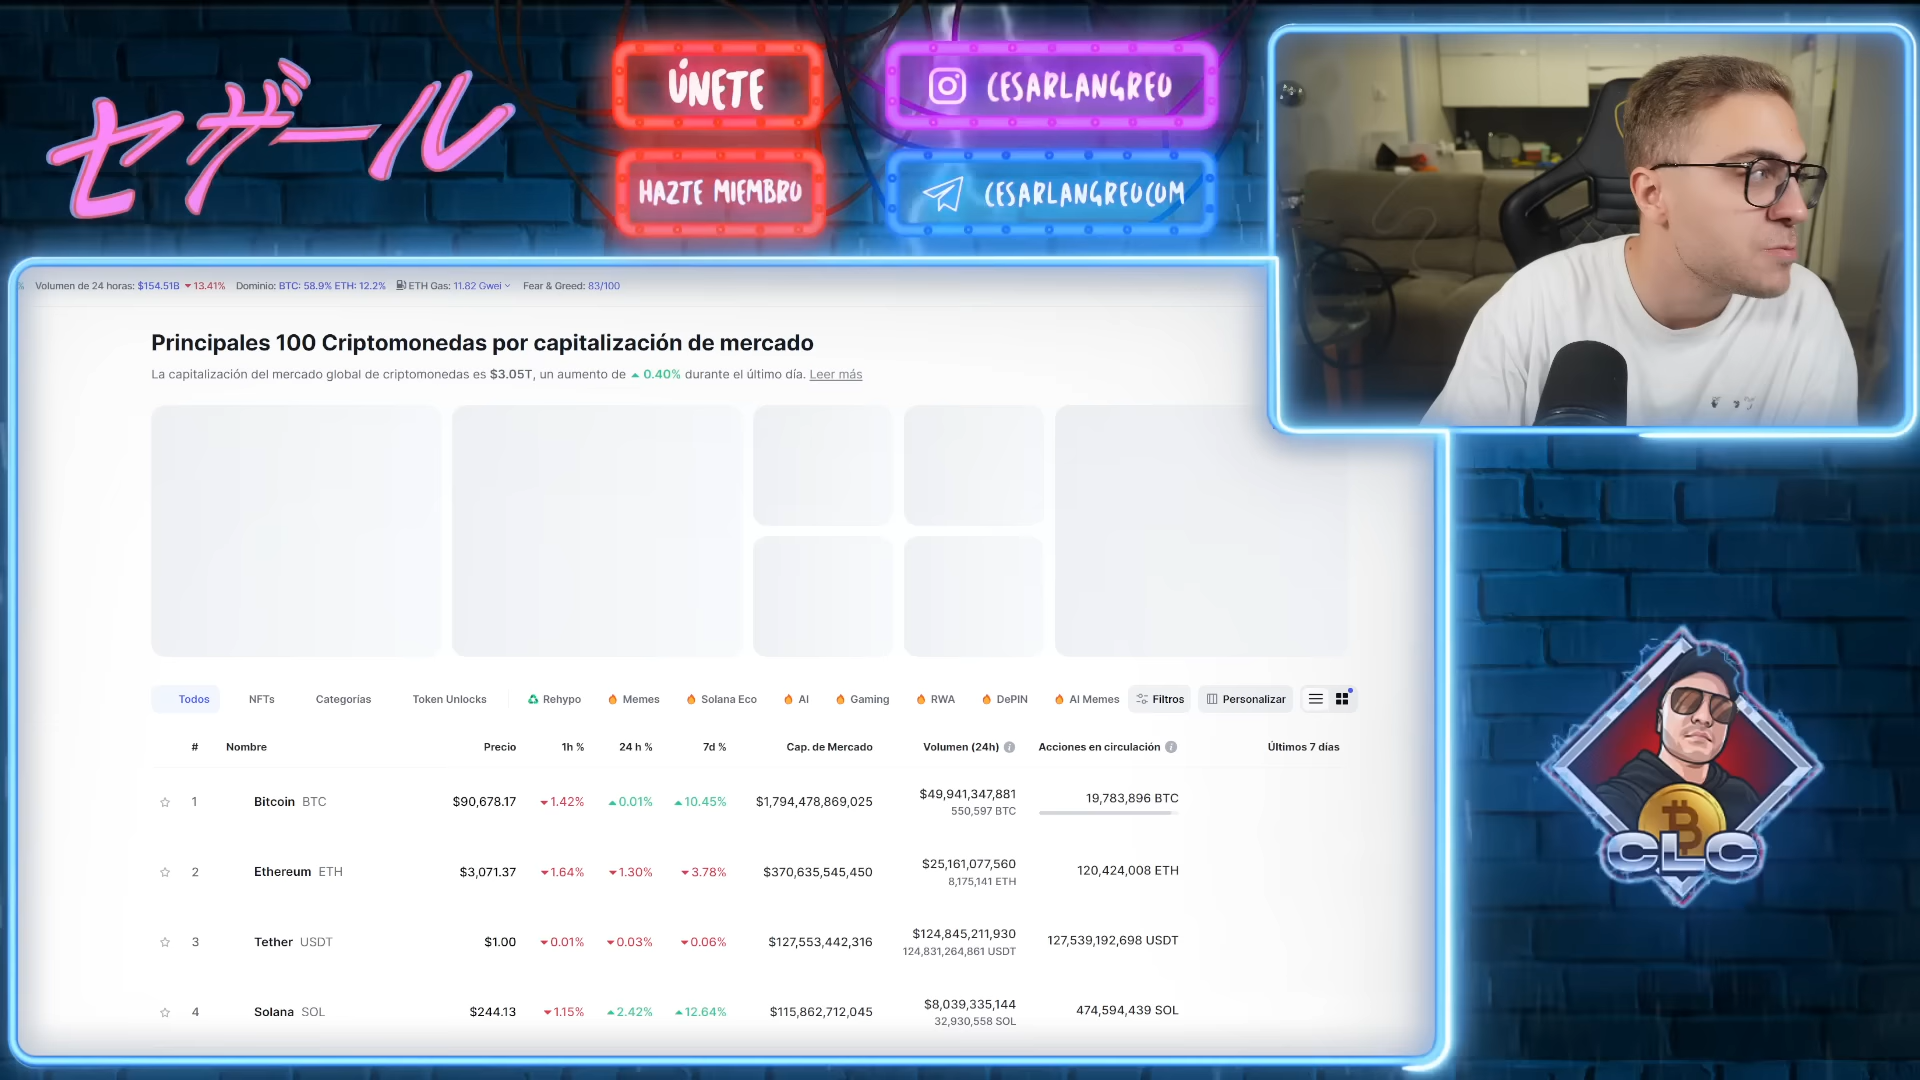 セザール
ÚNETE
CESARLANGREO
HAZTE MIEMBRO
CESARLANGREOCOM
Volumen de 24 horas: $154.51B 13.41% Dominio: BTC: 58.9% ETH: 12.2% ETH Gas: 11.82 Gwei Fear & Greed: 83/100
Principales 100 Criptomonedas por capitalización de mercado
La capitalización del mercado global de criptomonedas es $3.05T, un aumento de 0.40% durante el último día. Leer más
Todos NFTs Categorías Token Unlocks Rehypo Memes Solana Eco AI Gaming RWA DePIN AI Memes Filtros Personalizar
# Nombre Precio 1h % 24 h % 7d % Cap. de Mercado Volumen (24h) Acciones en circulación Últimos 7 días
1 Bitcoin BTC $90,678.17 1.42% 0.01% 10.45% $1,794,478,869,025 $49,941,347,881 19,783,896 BTC
550,597 BTC
2 Ethereum ETH $3,071.37 1.64% 1.30% 3.78% $370,635,545,450 $25,161,077,560 120,424,008 ETH
8,175,141 ETH
3 Tether USDT $1.00 0.01% 0.03% 0.06% $127,553,442,316 $124,845,211,930 127,539,192,698 USDT
124,831,264,861 USDT
4 Solana SOL $244.13 1.15% 2.42% 12.64% $115,862,712,045 $8,039,335,144 474,594,439 SOL
32,930,558 SOL
CLC